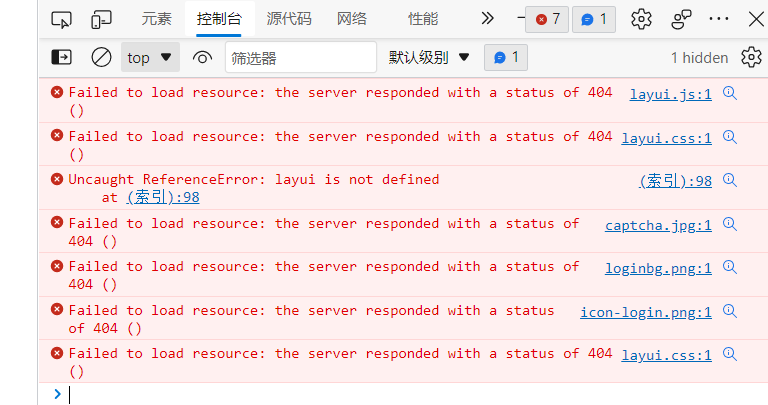 元素 控制台 源代码 网络 性能 7 1
top 筛选器 默认级别 1 1 hidden
Failed to load resource: the server responded with a status of 404 layui.js:1
()
Failed to load resource: the server responded with a status of 404 layui.css:1
()
Uncaught ReferenceError: layui is not defined (索引):98
at (索引):98
Failed to load resource: the server responded with a status of captcha.jpg:1
404 ()
Failed to load resource: the server responded with a status of loginbg.png:1
404 ()
Failed to load resource: the server responded with a status icon-login.png:1
of 404 ()
Failed to load resource: the server responded with a status of 404 layui.css:1
()